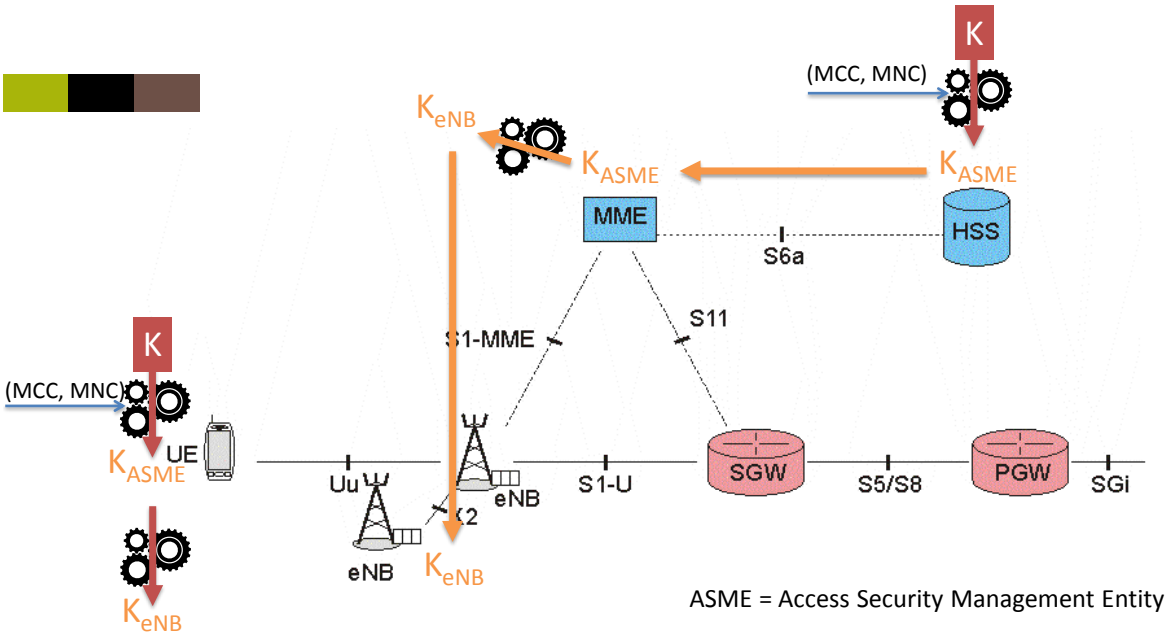 K
(MCC, MNC)
KeNB
KASME
KASME
MME
HSS
S6a
S1-MME
S11
K
(MCC, MNC)
KASME
UE
Uu
eNB
S1-U
SGW
S5/S8
PGW
SGi
X2
eNB
KeNB
KeNB
ASME = Access Security Management Entity